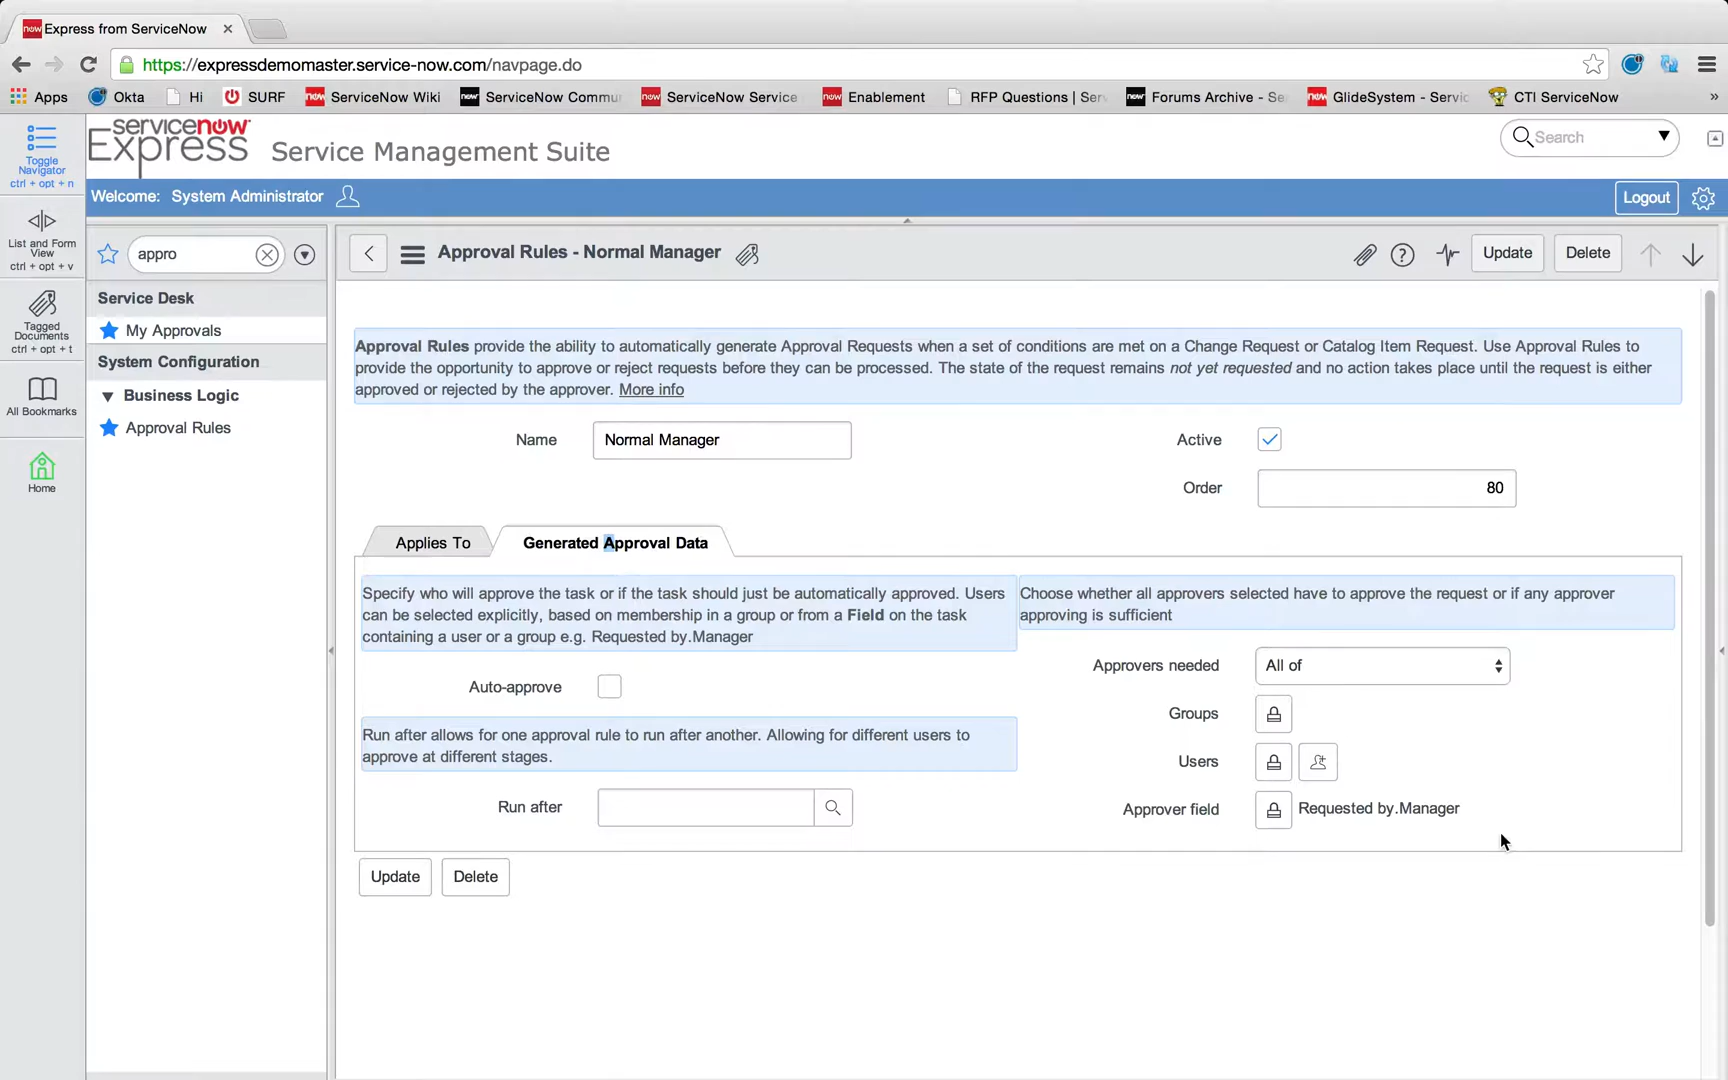 Express from ServiceNow
https://expressdemomaster.service-now.com/navpage.do
Apps Okta Hi SURF ServiceNow Wiki ServiceNow Commu ServiceNow Service Enablement RFP Questions | Serv Forums Archive - Se GlideSystem - Servic CTI ServiceNow »
servicenow
Express Service Management Suite
Search
Toggle
Navigator
ctrl + opt + n
Welcome: System Administrator
Logout
List and Form
View
ctrl + opt + v
Tagged
Documents
ctrl + opt + t
All Bookmarks
Home
appro
Service Desk
My Approvals
System Configuration
Business Logic
Approval Rules
Approval Rules - Normal Manager
Update Delete
Approval Rules provide the ability to automatically generate Approval Requests when a set of conditions are met on a Change Request or Catalog Item Request. Use Approval Rules to
provide the opportunity to approve or reject requests before they can be processed. The state of the request remains not yet requested and no action takes place until the request is either
approved or rejected by the approver. More info
Name Normal Manager
Active
Order 80
Applies To Generated Approval Data
Specify who will approve the task or if the task should just be automatically approved. Users
can be selected explicitly, based on membership in a group or from a Field on the task
containing a user or a group e.g. Requested by.Manager
Auto-approve
Run after allows for one approval rule to run after another. Allowing for different users to
approve at different stages.
Run after
Choose whether all approvers selected have to approve the request or if any approver
approving is sufficient
Approvers needed All of
Groups
Users
Approver field Requested by.Manager
Update Delete